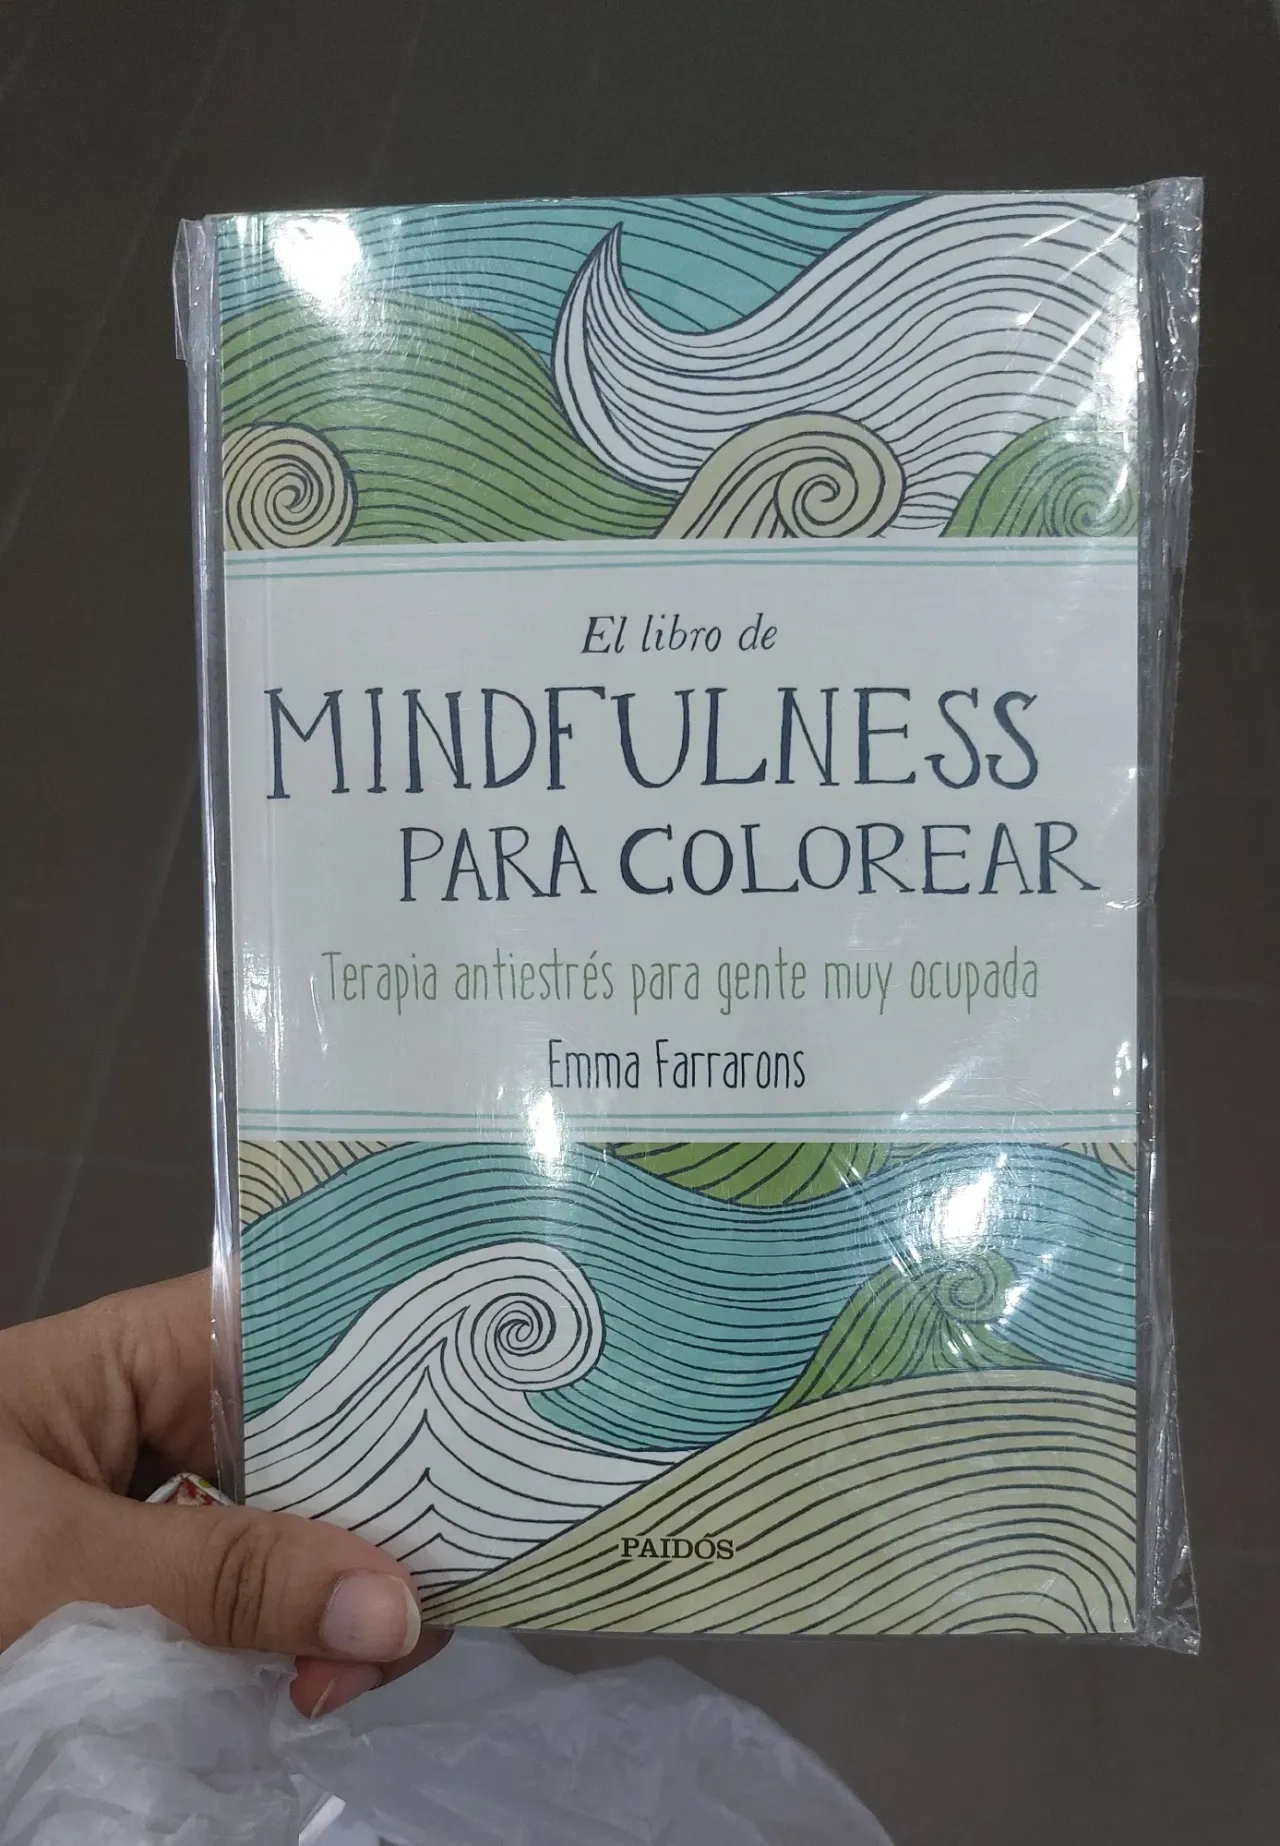 El libro de
MINDFULNESS
PARA COLOREAR
Terapia antiestrés para gente muy ocupada
Emma Farrarons
PAIDÓS